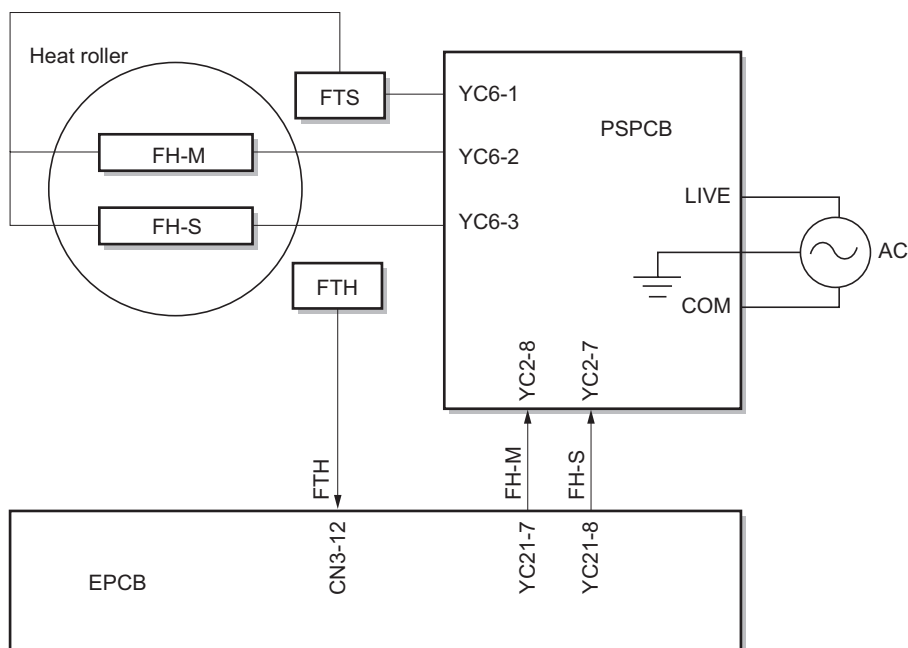 Heat roller
FTS
YC6-1
PSPCB
FH-M
YC6-2
LIVE
FH-S
YC6-3
AC
FTH
COM
YC2-8
YC2-7
FTH
FH-M
FH-S
CN3-12
YC21-7
YC21-8
EPCB